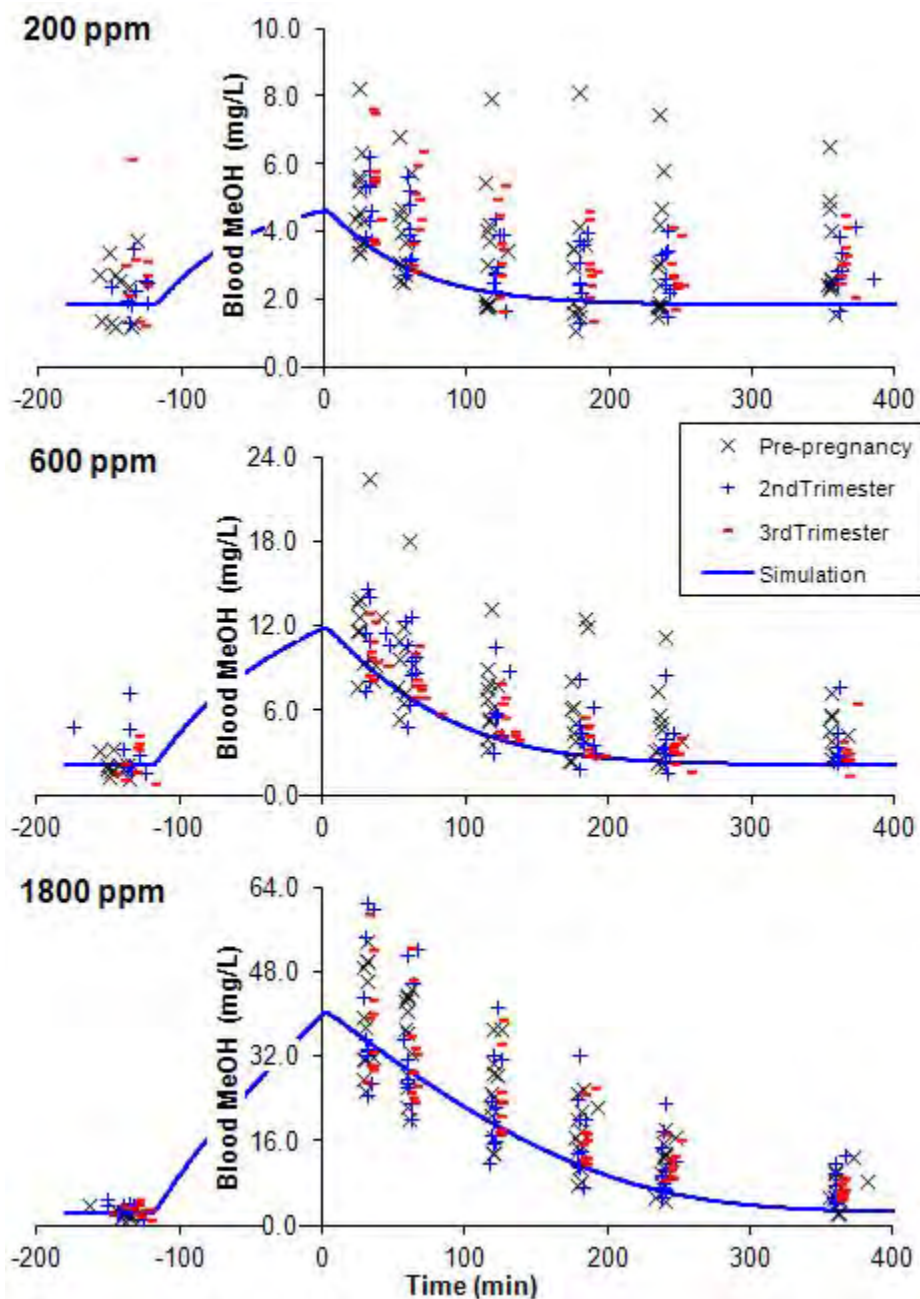 200 ppm
Blood MeOH (mg/L)
10.0
8.0
6.0
4.0
2.0
0.0
-200 -100 0 100 200 300 400
600 ppm
Blood MeOH (mg/L)
24.0
18.0
12.0
6.0
0.0
-200 -100 0 100 200 300 400
Pre-pregnancy
2ndTrimester
3rdTrimester
Simulation
1800 ppm
Blood MeOH (mg/L)
64.0
48.0
32.0
16.0
0.0
-200 -100 0 100 200 300 400
Time (min)